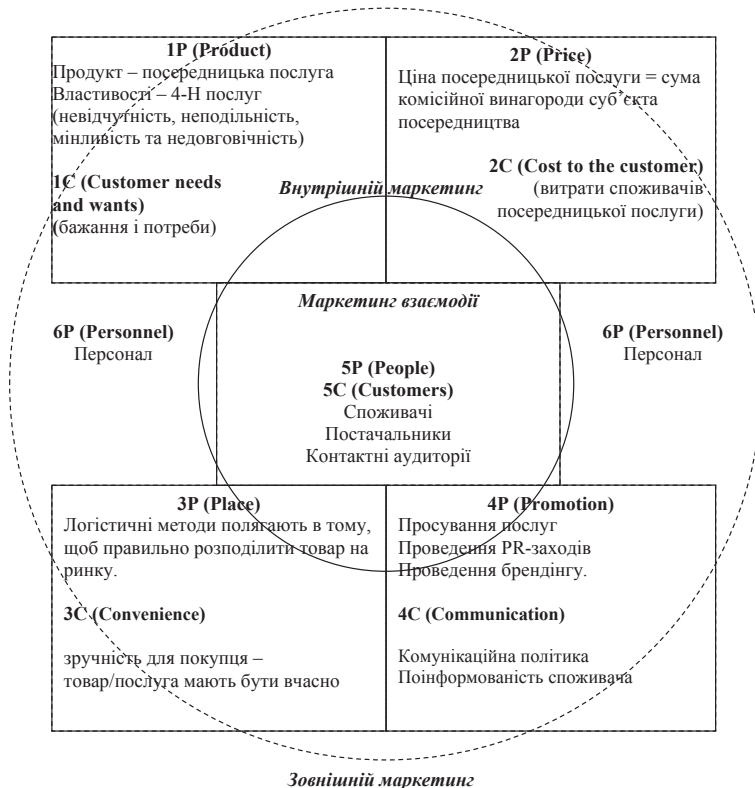 1P (Product)
Продукт – посередницька послуга
Властивості – 4-Н послуг
(невідчутність, неподільність,
мінливість та недовговічність)
1C (Customer needs
and wants)
(бажання і потреби)
2P (Price)
Ціна посередницької послуги = сума
комісійної винагороди суб’єкта
посередництва
2C (Cost to the customer)
(витрати споживачів
посередницької послуги)
Внутрішній маркетинг
Маркетинг взаємодії
6P (Personnel)
Персонал
5P (People)
5C (Customers)
Споживачі
Постачальники
Контактні аудиторії
6P (Personnel)
Персонал
3P (Place)
Логістичні методи полягають в тому,
щоб правильно розподілити товар на
ринку.
3C (Convenience)
зручність для покупця –
товар/послуга мають бути вчасно
4P (Promotion)
Просування послуг
Проведення PR-заходів
Проведення брендінгу.
4C (Communication)
Комунікаційна політика
Поінформованість споживача
Зовнішній маркетинг